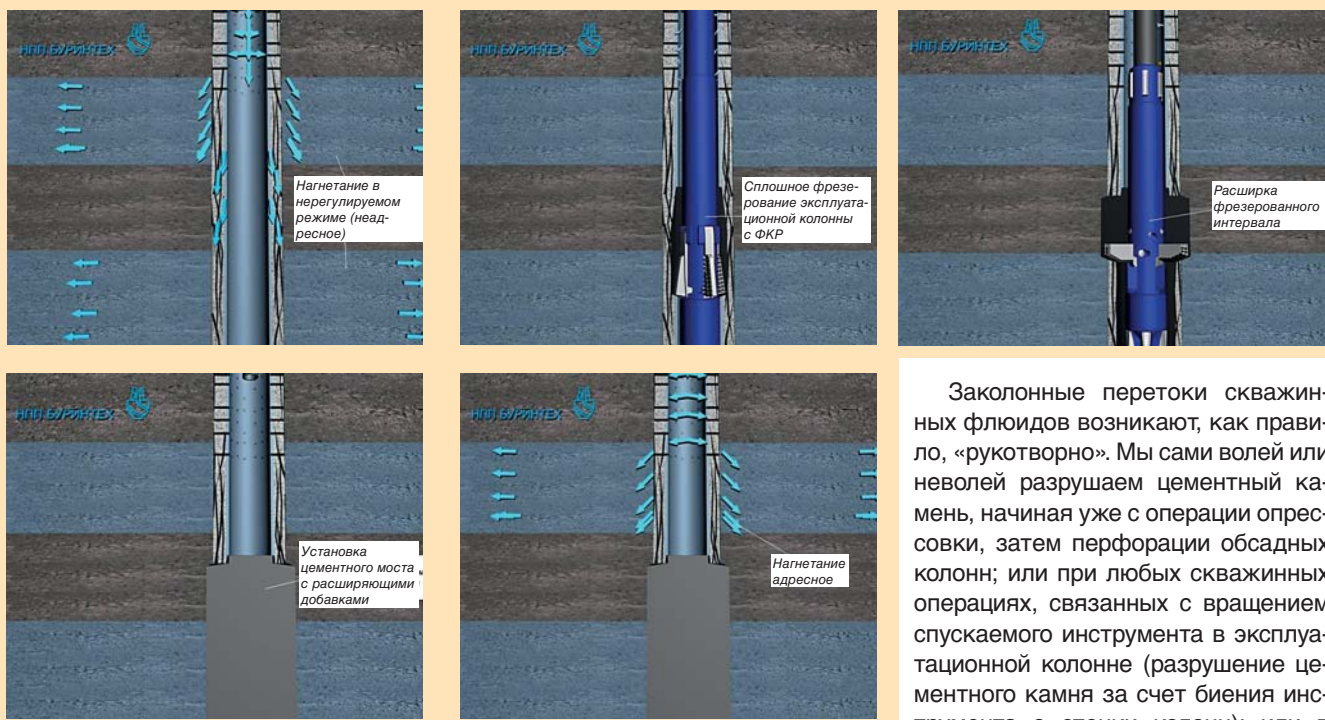 НПП БУРИНТЕХ
Нагнетание в
нерегулируемом
режиме (неад-
ресное)
НПП БУРИНТЕХ
Сплошное фрезе-
рование эксплуата-
ционной колонны
с ФКР
НПП БУРИНТЕХ
Расширка
фрезерованного
интервала
НПП БУРИНТЕХ
Установка
цементного моста
с расширяющими
добавками
НПП БУРИНТЕХ
Нагнетание
адресное
Заколонные перетоки скважин-
ных флюидов возникают, как прави-
ло, «рукотворно». Мы сами волей или
неволей разрушаем цементный ка-
мень, начиная уже с операции опрес-
совки, затем перфорации обсадных
колонн; или при любых скважинных
операциях, связанных с вращением
спускаемого инструмента в эксплуа-
тационной колонне (разрушение це-
ментного камня за счет биения инс-